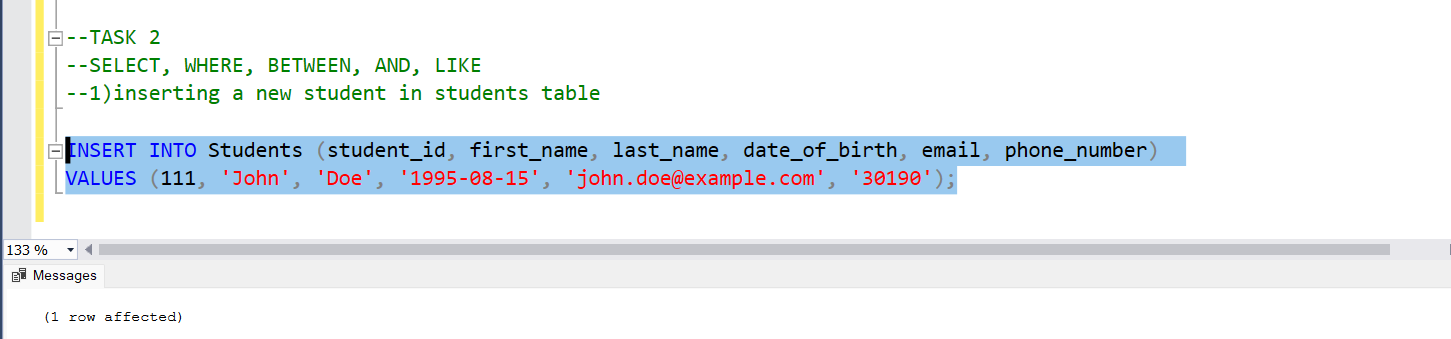 --TASK 2
--SELECT, WHERE, BETWEEN, AND, LIKE
--1)inserting a new student in students table
INSERT INTO Students (student_id, first_name, last_name, date_of_birth, email, phone_number)
VALUES (111, 'John', 'Doe', '1995-08-15', 'john.doe@example.com', '30190');
133 %
Messages
(1 row affected)